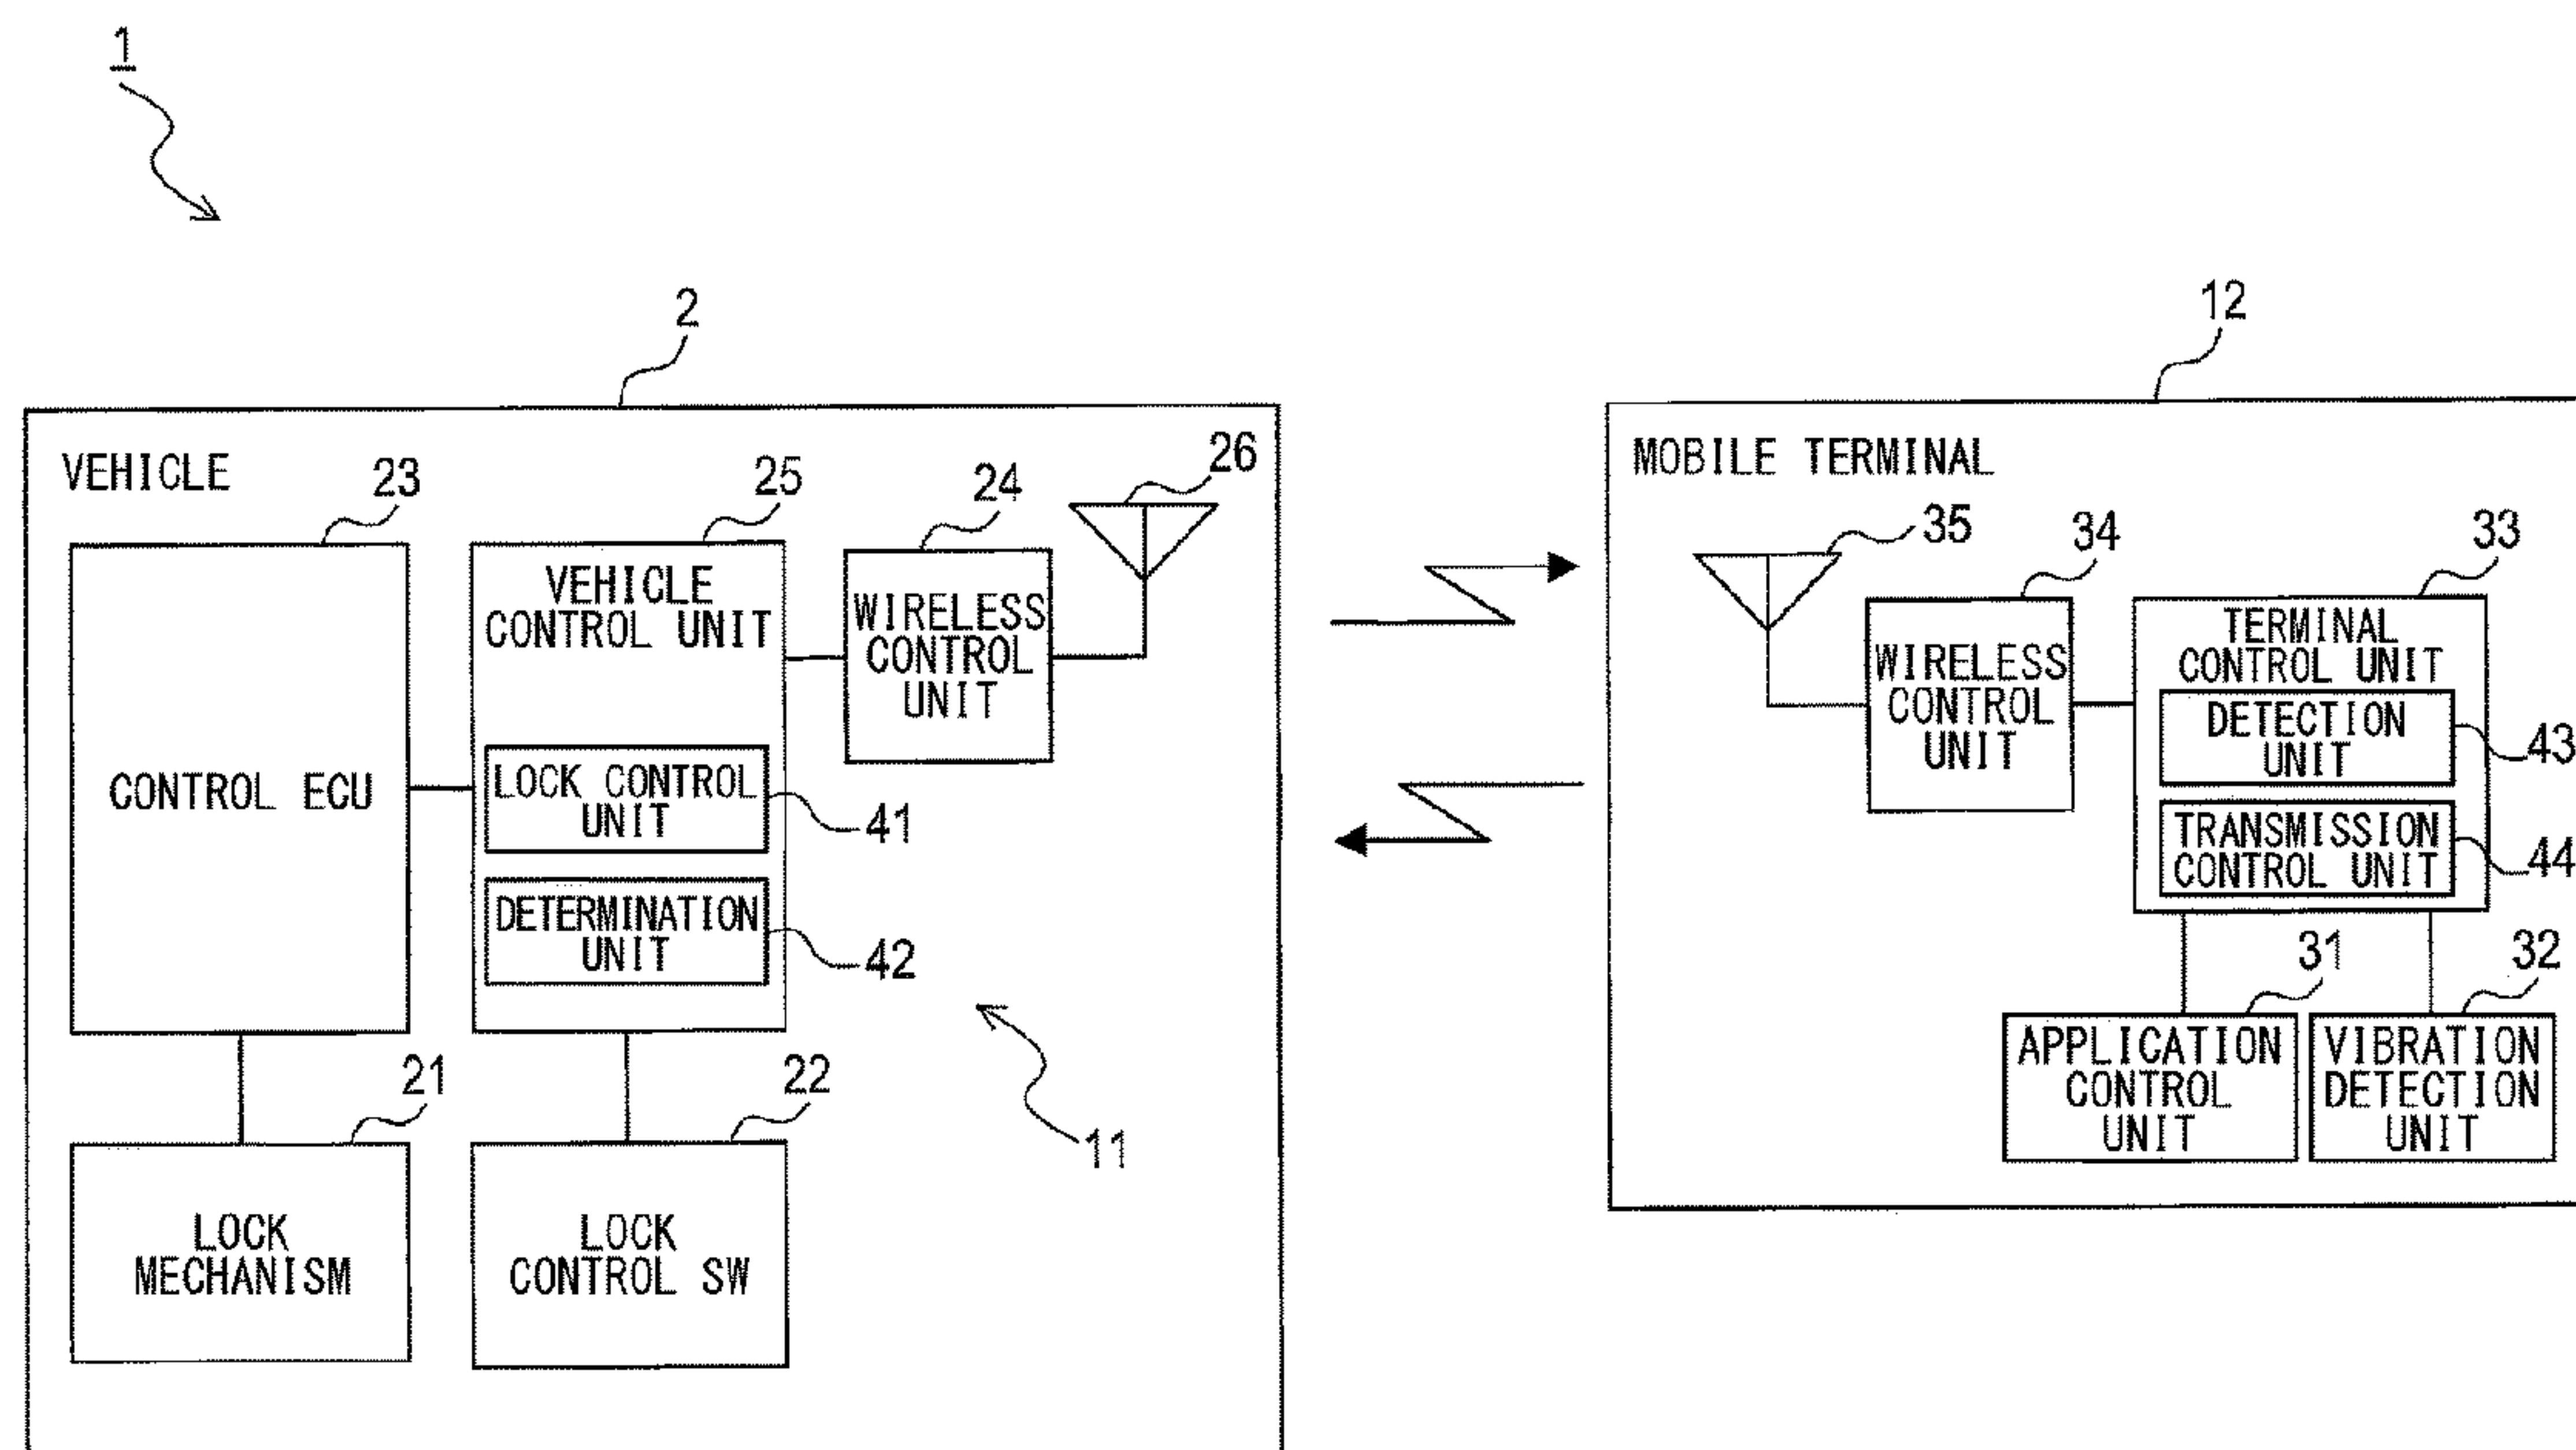 1
2
12
VEHICLE
23
25
24
26
MOBILE TERMINAL
35
34
33
VEHICLE
CONTROL UNIT
WIRELESS
CONTROL
UNIT
TERMINAL
CONTROL UNIT
WIRELESS
CONTROL
UNIT
DETECTION
UNIT
43
CONTROL ECU
LOCK CONTROL
UNIT
41
TRANSMISSION
CONTROL UNIT
44
DETERMINATION
UNIT
42
31
32
21
22
11
APPLICATION
CONTROL
UNIT
VIBRATION
DETECTION
UNIT
LOCK
MECHANISM
LOCK
CONTROL SW